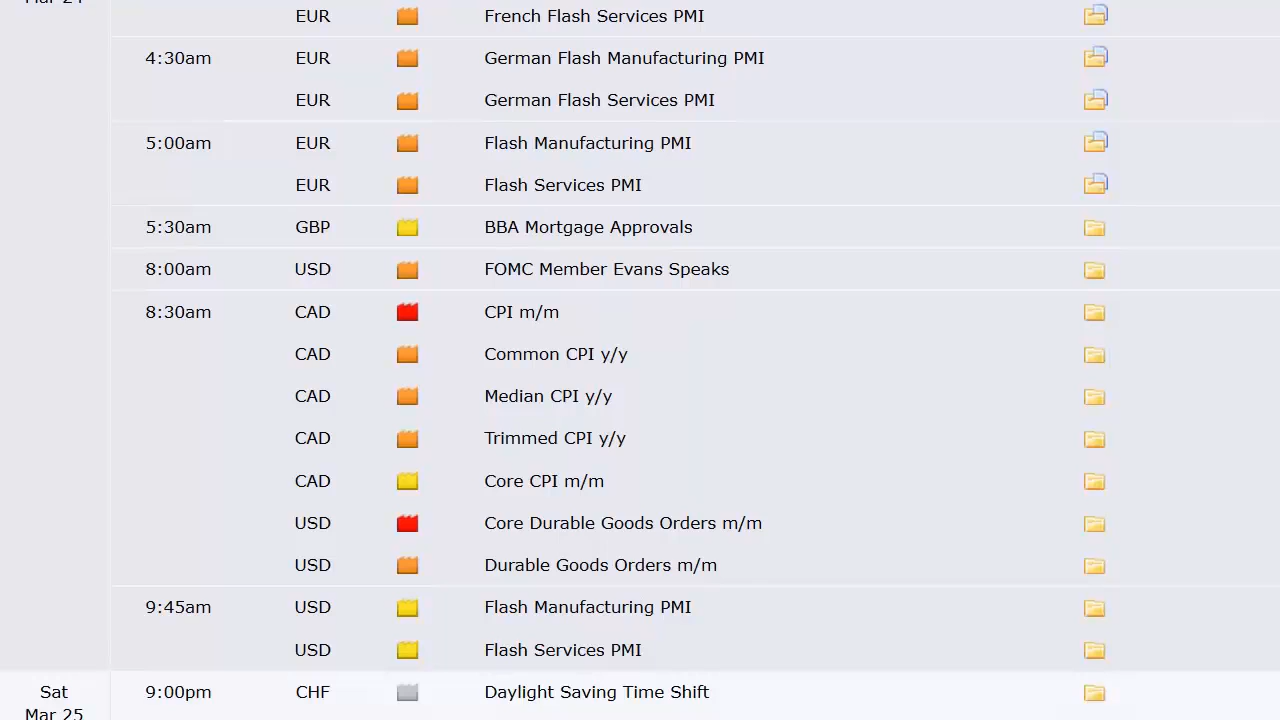 EUR French Flash Services PMI
4:30am EUR German Flash Manufacturing PMI
EUR German Flash Services PMI
5:00am EUR Flash Manufacturing PMI
EUR Flash Services PMI
5:30am GBP BBA Mortgage Approvals
8:00am USD FOMC Member Evans Speaks
8:30am CAD CPI m/m
CAD Common CPI y/y
CAD Median CPI y/y
CAD Trimmed CPI y/y
CAD Core CPI m/m
USD Core Durable Goods Orders m/m
USD Durable Goods Orders m/m
9:45am USD Flash Manufacturing PMI
USD Flash Services PMI
Sat 9:00pm CHF Daylight Saving Time Shift
Mar 25